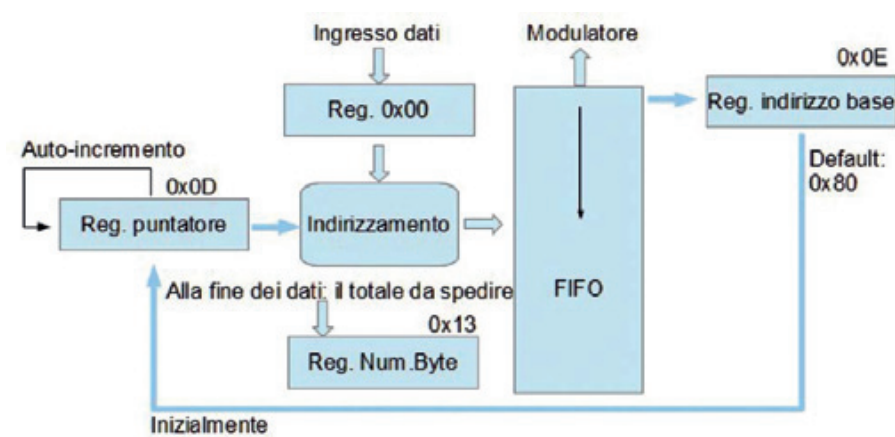 Ingresso dati
Modulatore
0x0E
Reg. 0x00
Reg. indirizzo base
Auto-incremento
0x0D
Default:
0x80
Reg. puntatore
Indirizzamento
Alla fine dei dati: il totale da spedire
FIFO
0x13
Reg. Num.Byte
Inizialmente